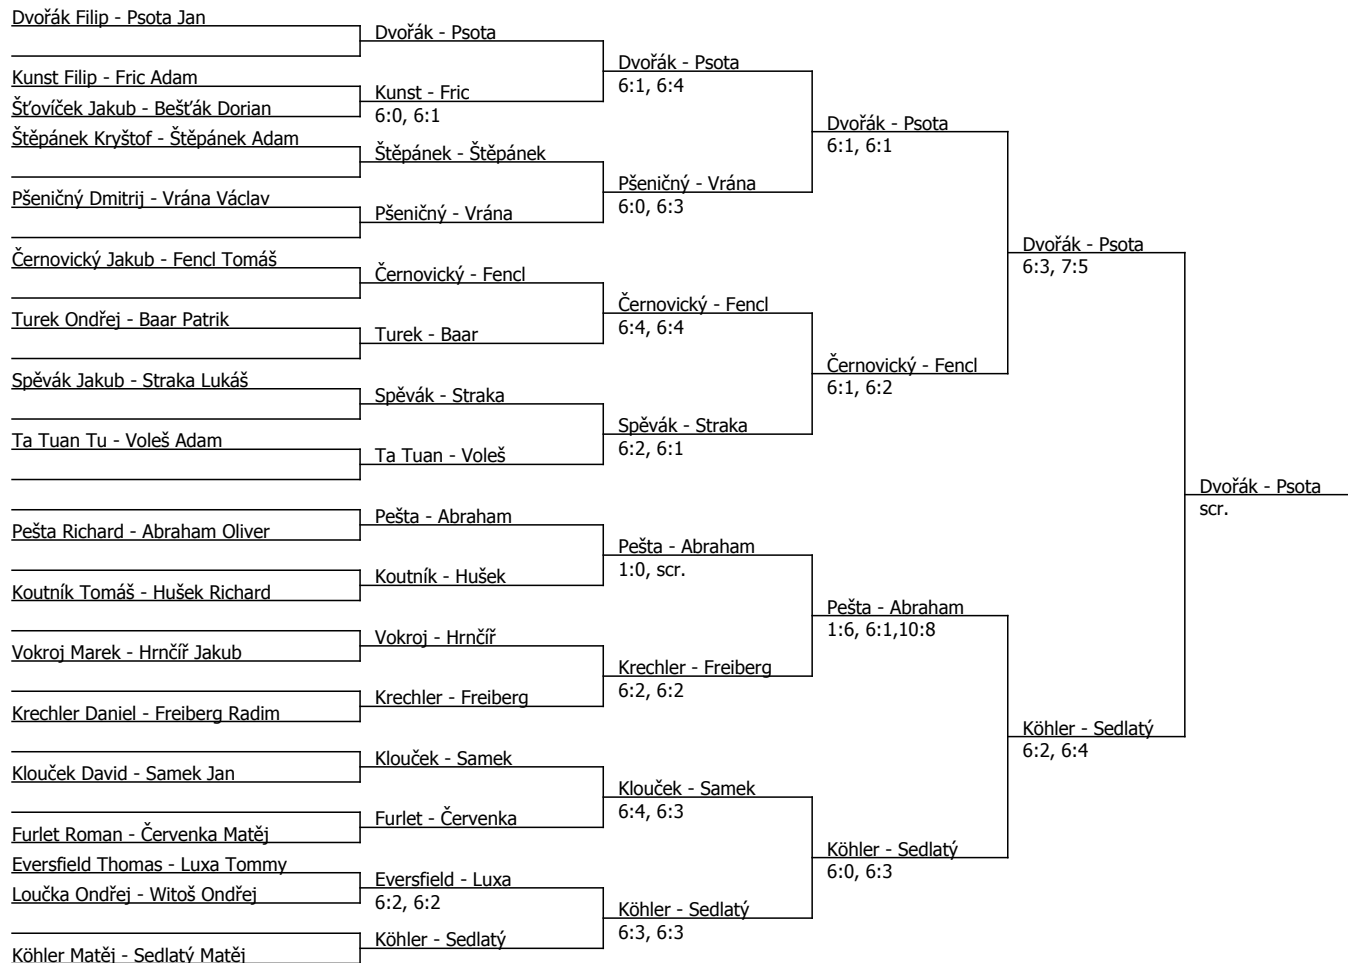 Dvořák Filip - Psota Jan
Kunst Filip - Fric Adam
Šťovíček Jakub - Bešťák Dorian
Štěpánek Kryštof - Štěpánek Adam
Pšeničný Dmitrij - Vrána Václav
Černovický Jakub - Fencl Tomáš
Turek Ondřej - Baar Patrik
Spěvák Jakub - Straka Lukáš
Ta Tuan Tu - Voleš Adam
Pešta Richard - Abraham Oliver
Koutník Tomáš - Hušek Richard
Vokroj Marek - Hrnčíř Jakub
Krechler Daniel - Freiberg Radim
Klouček David - Samek Jan
Furlet Roman - Červenka Matěj
Eversfield Thomas - Luxa Tommy
Loučka Ondřej - Witoš Ondřej
Köhler Matěj - Sedlatý Matěj
Dvořák - Psota
Kunst - Fric
6:0, 6:1
Štěpánek - Štěpánek
Pšeničný - Vrána
Černovický - Fencl
Turek - Baar
Spěvák - Straka
Ta Tuan - Voleš
Pešta - Abraham
Koutník - Hušek
Vokroj - Hrnčíř
Krechler - Freiberg
Klouček - Samek
Furlet - Červenka
Eversfield - Luxa
6:2, 6:2
Köhler - Sedlatý
Dvořák - Psota
6:1, 6:4
Pšeničný - Vrána
6:0, 6:3
Černovický - Fencl
6:4, 6:4
Spěvák - Straka
6:2, 6:1
Pešta - Abraham
1:0, scr.
Krechler - Freiberg
6:2, 6:2
Klouček - Samek
6:4, 6:3
Köhler - Sedlatý
6:3, 6:3
Dvořák - Psota
6:1, 6:1
Černovický - Fencl
6:1, 6:2
Pešta - Abraham
1:6, 6:1,10:8
Köhler - Sedlatý
6:0, 6:3
Dvořák - Psota
6:3, 7:5
Köhler - Sedlatý
6:2, 6:4
Dvořák - Psota
scr.